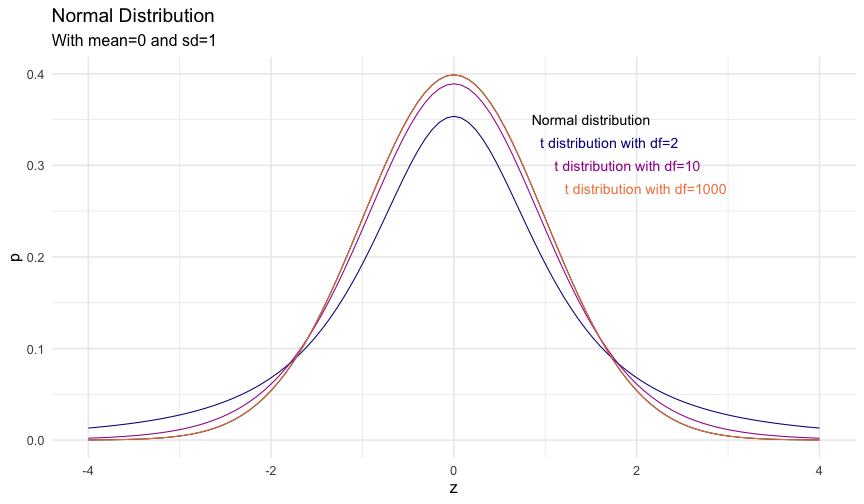 Normal Distribution
With mean=0 and sd=1
p
0.4
0.3
0.2
0.1
0.0
Normal distribution
t distribution with df=2
t distribution with df=10
t distribution with df=1000
-4
-2
0
2
4
z